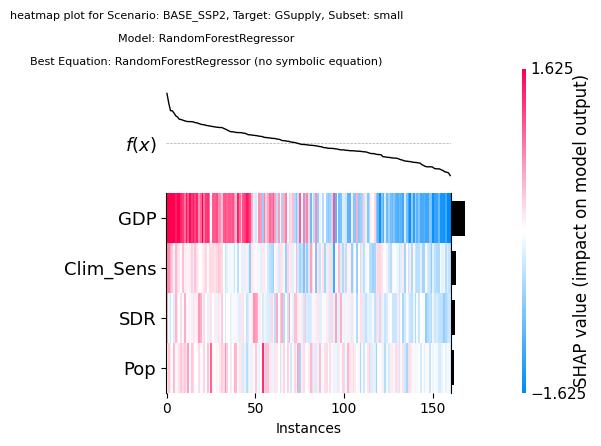 heatmap plot for Scenario: BASE_SSP2, Target: GSupply, Subset: small
Model: RandomForestRegressor
Best Equation: RandomForestRegressor (no symbolic equation)
1.625
f(x)
GDP
Clim_Sens
SDR
Pop
0 50 100 150
Instances
−1.625
SHAP value (impact on model output)